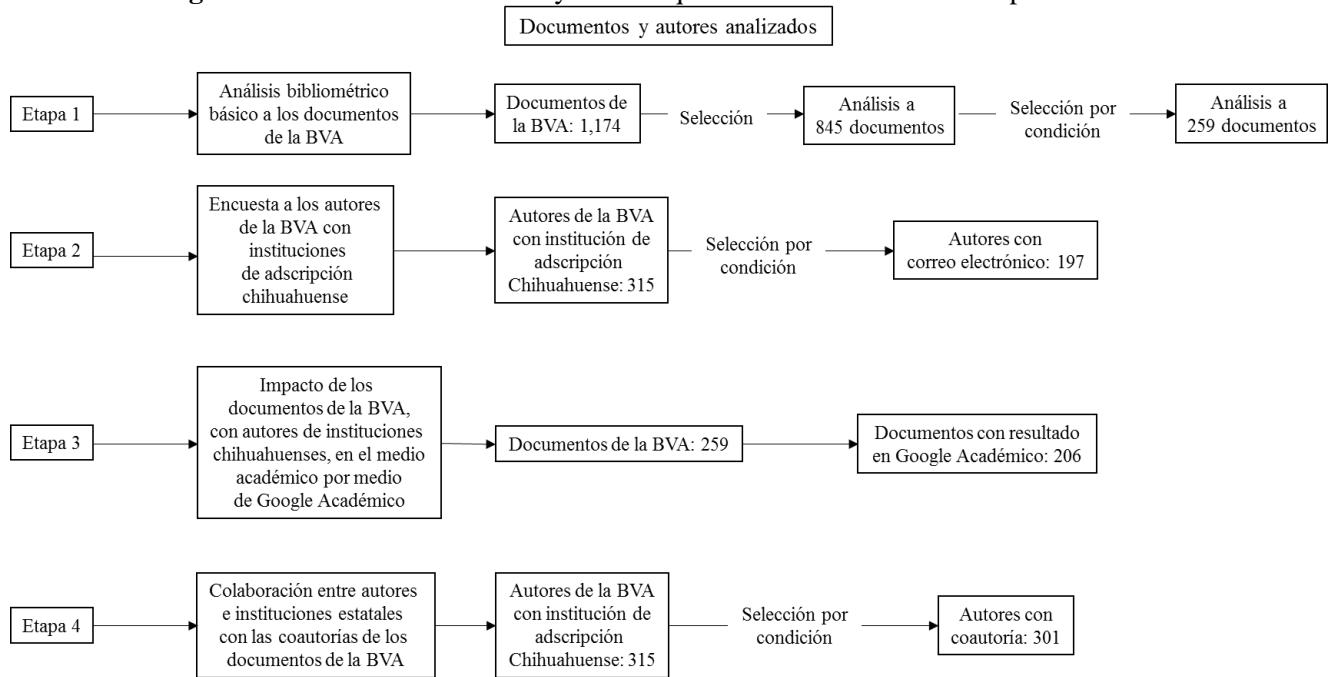 Documentos y autores analizados
Etapa 1
Análisis bibliométrico
básico a los documentos
de la BVA
Documentos de
la BVA: 1,174
Selección
Análisis a
845 documentos
Selección por
condición
Análisis a
259 documentos
Etapa 2
Encuesta a los autores
de la BVA con
instituciones
de adscripción
chihuahuense
Autores de la BVA
con institución de
adscripción
Chihuahuense: 315
Selección por
condición
Autores con
correo electrónico: 197
Etapa 3
Impacto de los
documentos de la BVA,
con autores de instituciones
chihuahuenses, en el medio
académico por medio
de Google Académico
Documentos de la BVA: 259
Documentos con resultado
en Google Académico: 206
Etapa 4
Colaboración entre autores
e instituciones estatales
con las coautorías de los
documentos de la BVA
Autores de la BVA
con institución de
adscripción
Chihuahuense: 315
Selección por
condición
Autores con
coautoría: 301